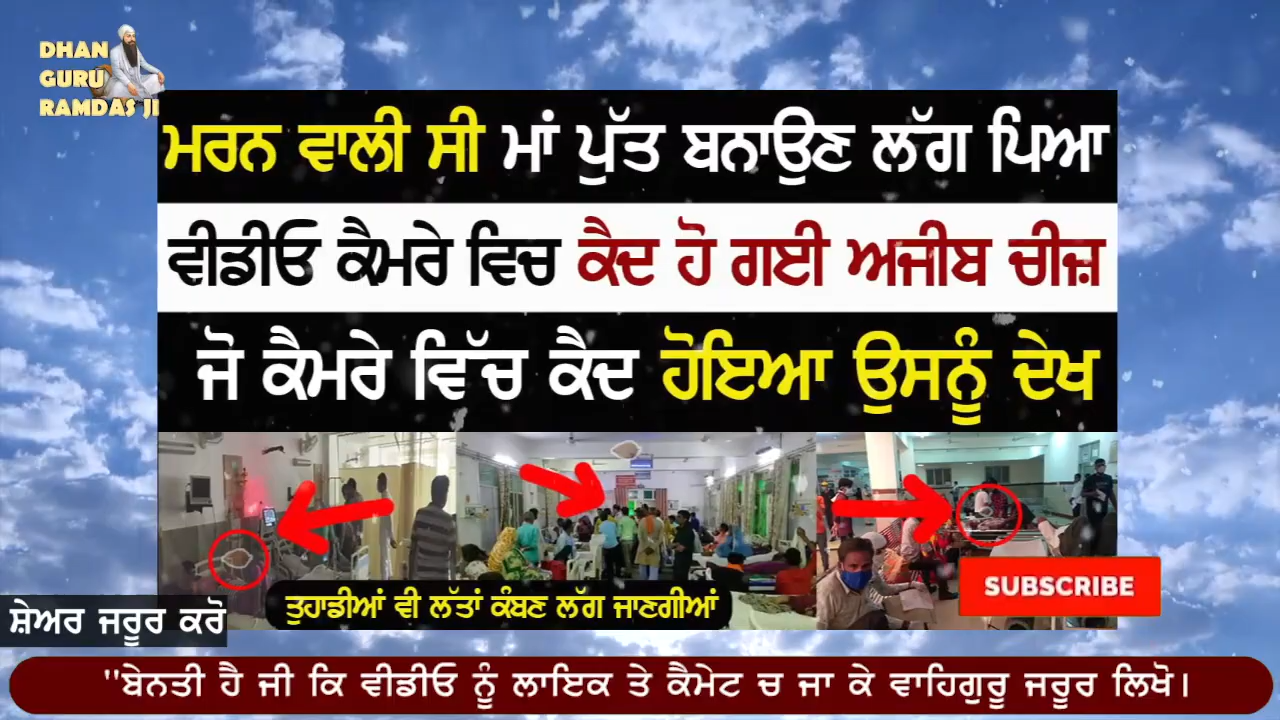 DHAN
GURU
RAMDAS JI
ਮਰਨ ਵਾਲੀ ਸੀ ਮਾਂ ਪੁੱਤ ਬਨਾਉਣ ਲੱਗ ਪਿਆ
ਵੀਡੀਓ ਕੈਮਰੇ ਵਿਚ ਕੈਦ ਹੋ ਗਈ ਅਜੀਬ ਚੀਜ਼
ਜੋ ਕੈਮਰੇ ਵਿੱਚ ਕੈਦ ਹੋਇਆ ਉਸਨੂੰ ਦੇਖ
ਤੁਹਾਡੀਆਂ ਵੀ ਲੱਤਾਂ ਕੰਬਣ ਲੱਗ ਜਾਣਗੀਆਂ
SUBSCRIBE
ਸ਼ੇਅਰ ਜਰੂਰ ਕਰੋ
"ਬੇਨਤੀ ਹੈ ਜੀ ਕਿ ਵੀਡੀਓ ਨੂੰ ਲਾਇਕ ਤੇ ਕੈਮੇਟ ਚ ਜਾ ਕੇ ਵਾਹਿਗੁਰੂ ਜਰੂਰ ਲਿਖੋ।